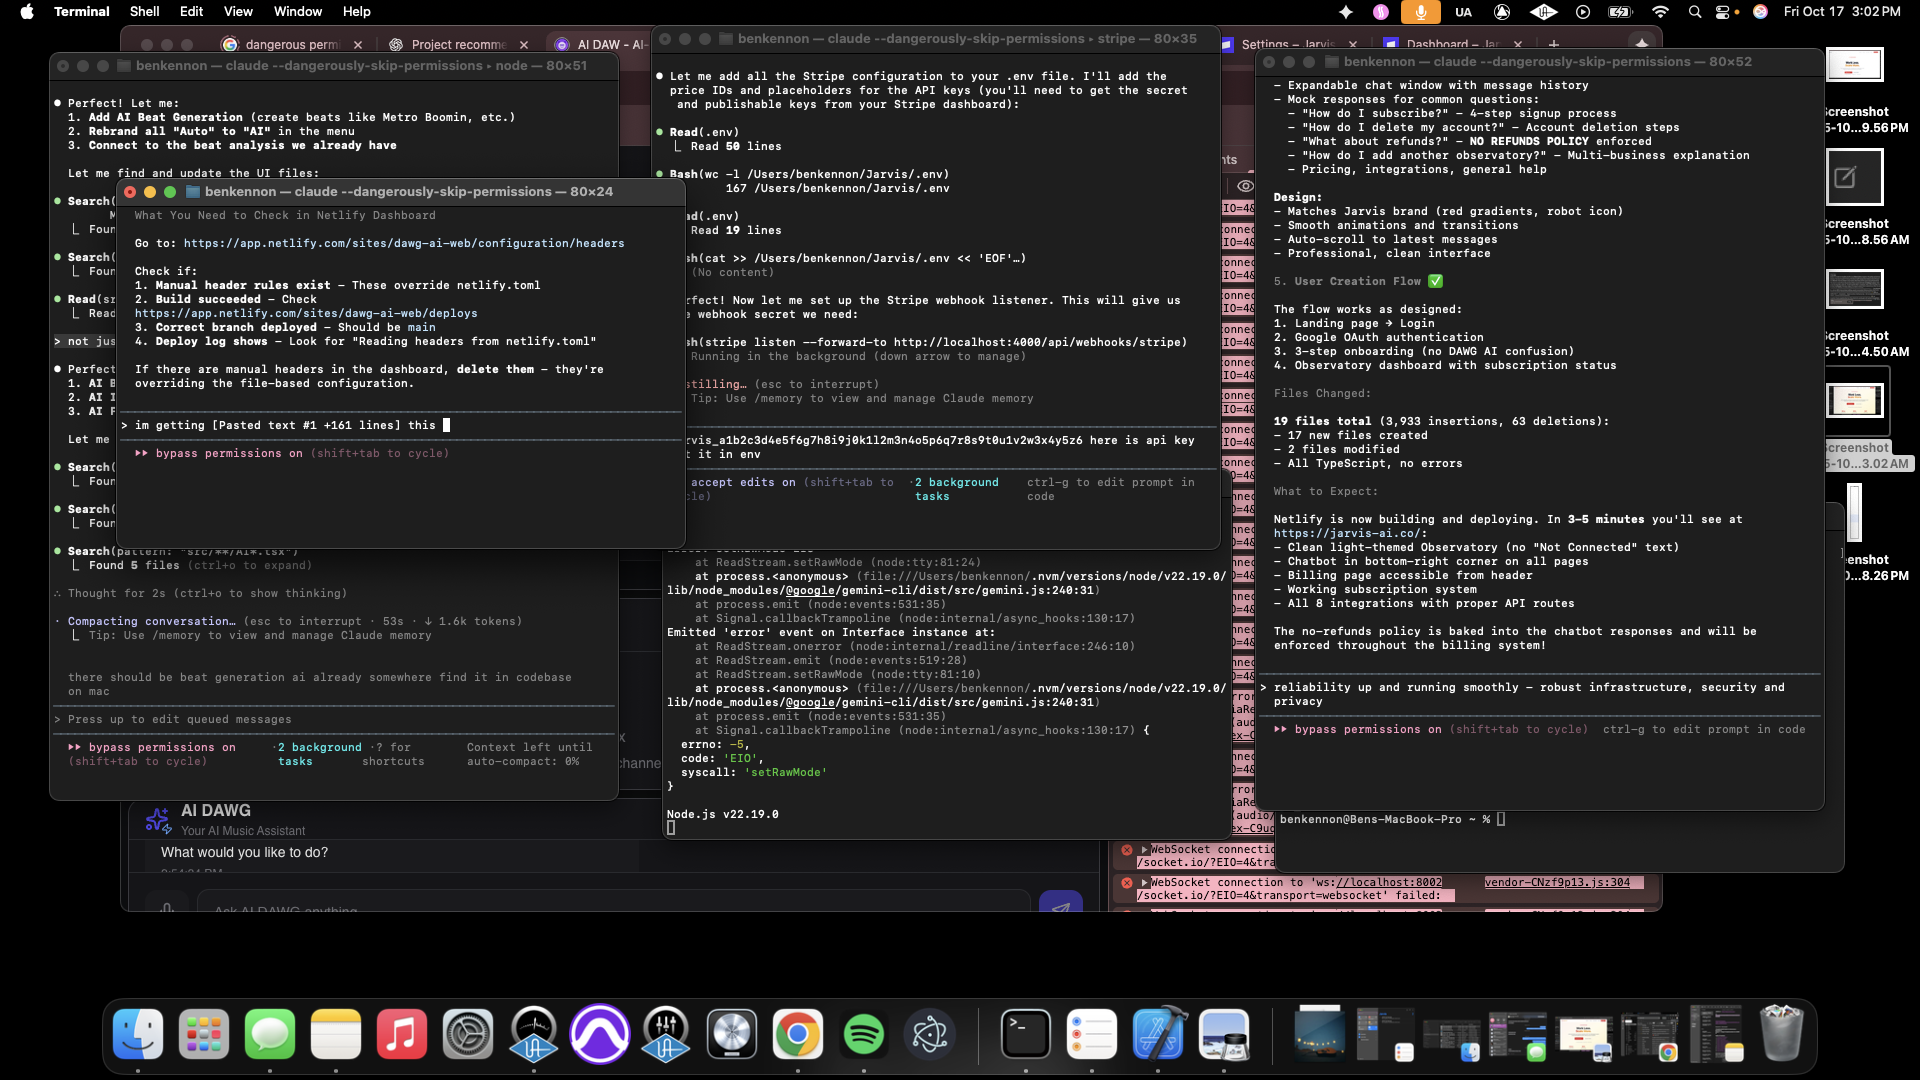 Terminal Shell Edit View Window Help
UA
Fri Oct 17 3:02 PM
dangerous permi
Project recomme
AI DAW - AI-
Settings – Jarvis
Dashboard – Jar
benkennon — claude --dangerously-skip-permissions ▸ node — 80×51
● Perfect! Let me:
1. Add AI Beat Generation (create beats like Metro Boomin, etc.)
2. Rebrand all "Auto" to "AI" in the menu
3. Connect to the beat analysis we already have
Let me find and update the UI files:
● Search(
Foun
● Search(
Foun
● Read(sr
Read
> not jus
● Perfect
1. AI B
2. AI I
3. AI F
Let me
● Search(
Foun
● Search(
Foun
● Search(pattern: "src/**/AI*.tsx")
Found 5 files (ctrl+o to expand)
∴ Thought for 2s (ctrl+o to show thinking)
· Compacting conversation… (esc to interrupt · 53s · ↓ 1.6k tokens)
Tip: Use /memory to view and manage Claude memory
there should be beat generation ai already somewhere find it in codebase
on mac
> Press up to edit queued messages
bypass permissions on (shift+tab to cycle)
· 2 background tasks
· ? for shortcuts
Context left until auto-compact: 0%
benkennon — claude --dangerously-skip-permissions — 80×24
What You Need to Check in Netlify Dashboard
Go to: https://app.netlify.com/sites/dawg-ai-web/configuration/headers
Check if:
1. Manual header rules exist – These override netlify.toml
2. Build succeeded – Check
https://app.netlify.com/sites/dawg-ai-web/deploys
3. Correct branch deployed – Should be main
4. Deploy log shows – Look for "Reading headers from netlify.toml"
If there are manual headers in the dashboard, delete them – they're
overriding the file-based configuration.
> im getting [Pasted text #1 +161 lines] this
bypass permissions on (shift+tab to cycle)
benkennon — claude --dangerously-skip-permissions ▸ stripe — 80×35
● Let me add all the Stripe configuration to your .env file. I'll add the
price IDs and placeholders for the API keys (you'll need to get the secret
and publishable keys from your Stripe dashboard):
● Read(.env)
Read 50 lines
● Bash(wc -l /Users/benkennon/Jarvis/.env)
167 /Users/benkennon/Jarvis/.env
ad(.env)
Read 19 lines
sh(cat >> /Users/benkennon/Jarvis/.env << 'EOF'…)
(No content)
rfect! Now let me set up the Stripe webhook listener. This will give us
e webhook secret we need:
sh(stripe listen --forward-to http://localhost:4000/api/webhooks/stripe)
Running in the background (down arrow to manage)
stilling… (esc to interrupt)
Tip: Use /memory to view and manage Claude memory
rvis_a1b2c3d4e5f6g7h8i9j0k1l2m3n4o5p6q7r8s9t0u1v2w3x4y5z6 here is api key
t it in env
accept edits on (shift+tab to cle)
· 2 background tasks
ctrl-g to edit prompt in code
at ReadStream.setRawMode (node:tty:81:24)
at process.<anonymous> (file:///Users/benkennon/.nvm/versions/node/v22.19.0/
lib/node_modules/@google/gemini-cli/dist/src/gemini.js:240:31)
at process.emit (node:events:531:35)
at Signal.callbackTrampoline (node:internal/async_hooks:130:17)
Emitted 'error' event on Interface instance at:
at ReadStream.onerror (node:internal/readline/interface:246:10)
at ReadStream.emit (node:events:519:28)
at ReadStream.setRawMode (node:tty:81:10)
at process.<anonymous> (file:///Users/benkennon/.nvm/versions/node/v22.19.0/
lib/node_modules/@google/gemini-cli/dist/src/gemini.js:240:31)
at process.emit (node:events:531:35)
at Signal.callbackTrampoline (node:internal/async_hooks:130:17) {
errno: -5,
code: 'EIO',
syscall: 'setRawMode'
}
Node.js v22.19.0
benkennon — claude --dangerously-skip-permissions — 80×52
– Expandable chat window with message history
– Mock responses for common questions:
– "How do I subscribe?" – 4-step signup process
– "How do I delete my account?" – Account deletion steps
– "What about refunds?" – NO REFUNDS POLICY enforced
– "How do I add another observatory?" – Multi-business explanation
– Pricing, integrations, general help
Design:
– Matches Jarvis brand (red gradients, robot icon)
– Smooth animations and transitions
– Auto-scroll to latest messages
– Professional, clean interface
5. User Creation Flow ✅
The flow works as designed:
1. Landing page → Login
2. Google OAuth authentication
3. 3-step onboarding (no DAWG AI confusion)
4. Observatory dashboard with subscription status
Files Changed:
19 files total (3,933 insertions, 63 deletions):
– 17 new files created
– 2 files modified
– All TypeScript, no errors
What to Expect:
Netlify is now building and deploying. In 3–5 minutes you'll see at
https://jarvis-ai.co/:
– Clean light-themed Observatory (no "Not Connected" text)
– Chatbot in bottom-right corner on all pages
– Billing page accessible from header
– Working subscription system
– All 8 integrations with proper API routes
The no-refunds policy is baked into the chatbot responses and will be
enforced throughout the billing system!
> reliability up and running smoothly – robust infrastructure, security and
privacy
bypass permissions on (shift+tab to cycle) ctrl-g to edit prompt in code
benkennon@Bens-MacBook-Pro ~ %
AI DAWG
Your AI Music Assistant
What would you like to do?
Ask AI DAWG anything
WebSocket connectio
/socket.io/?EIO=4&tra
WebSocket connection to 'ws://localhost:8002 vendor-CNzf9p13.js:304
/socket.io/?EIO=4&transport=websocket' failed:
Screenshot
5-10...9.56 PM
Screenshot
5-10...8.56 AM
Screenshot
5-10...4.50 AM
Screenshot
5-10...3.02 AM
eenshot
0...8.26 PM